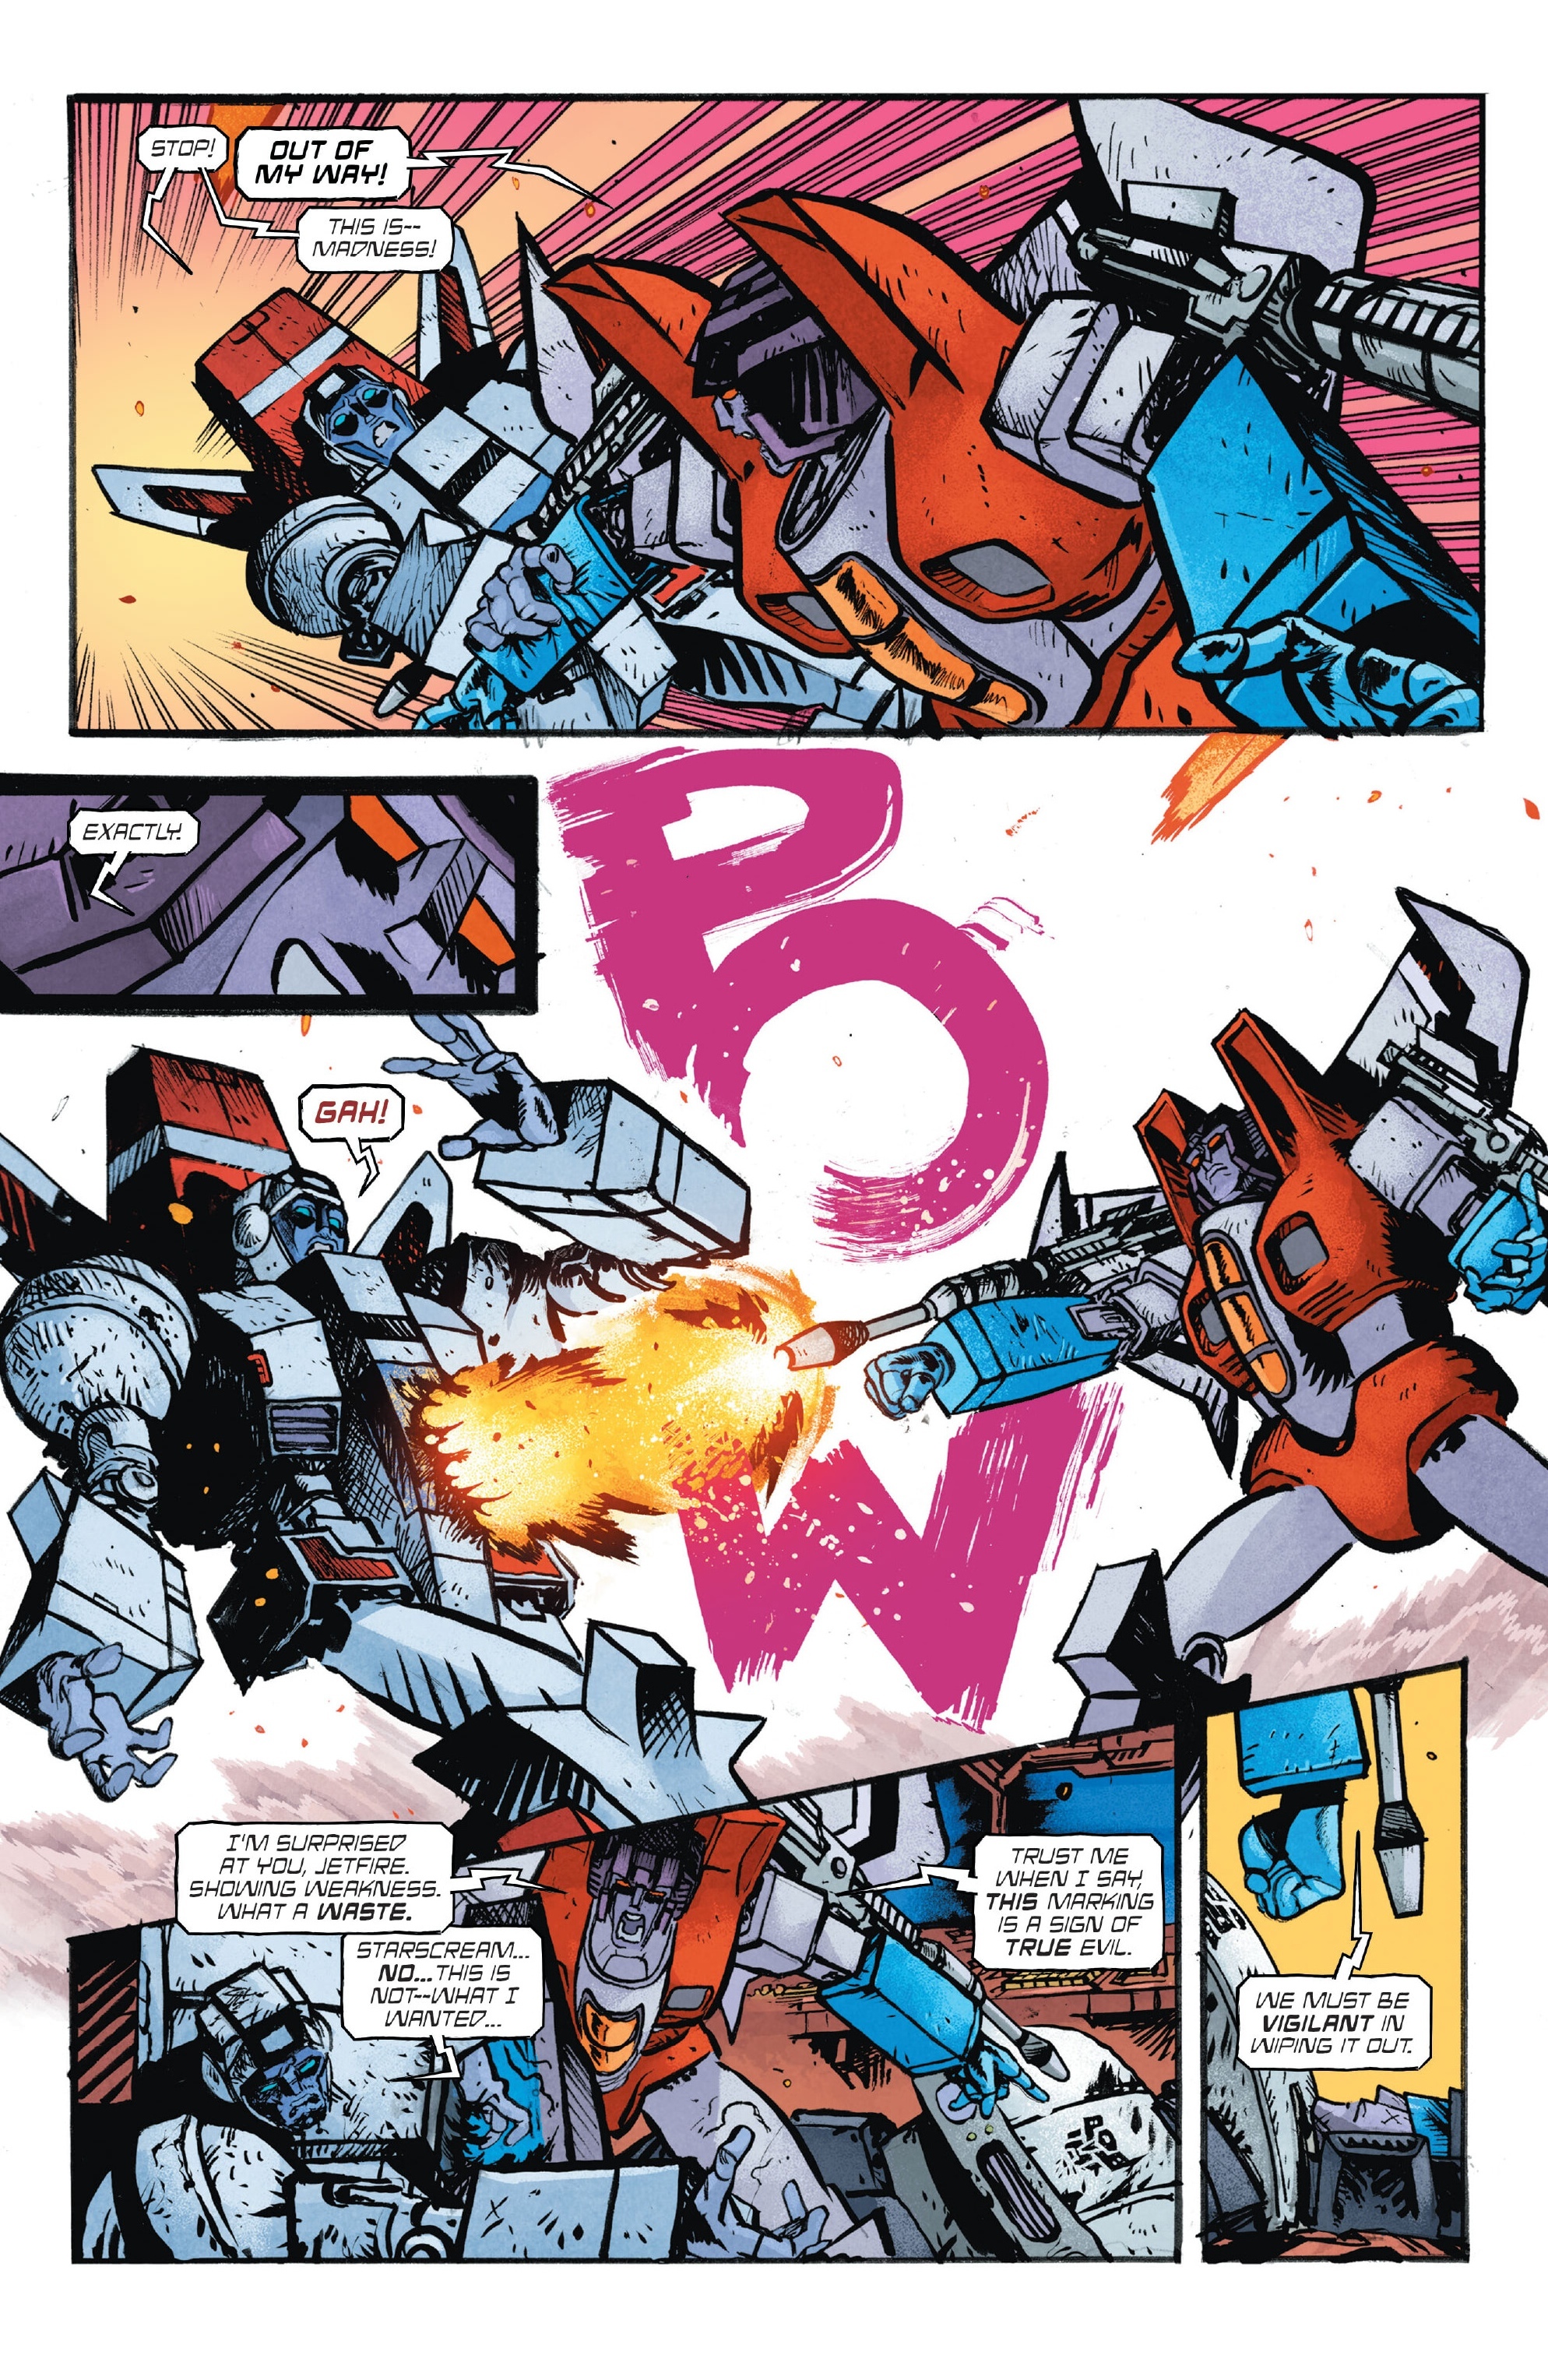 STOP!
OUT OF
MY WAY!
THIS IS--
MADNESS!
EXACTLY.
POW
GAH!
I'M SURPRISED
AT YOU, JETFIRE.
SHOWING WEAKNESS.
WHAT A WASTE.
STARSCREAM...
NO... THIS IS
NOT--WHAT I
WANTED...
TRUST ME
WHEN I SAY,
THIS MARKING
IS A SIGN OF
TRUE EVIL.
WE MUST BE
VIGILANT IN
WIPING IT OUT.